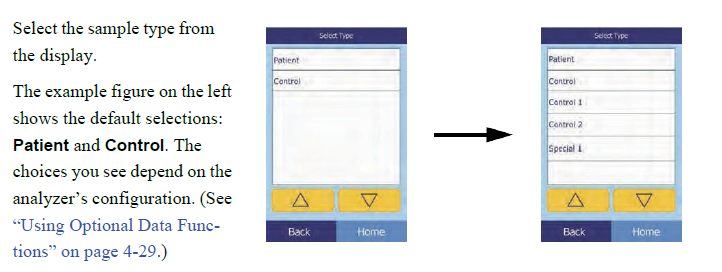 Select the sample type from
the display.
The example figure on the left
shows the default selections:
Patient and Control. The
choices you see depend on the
analyzer's configuration. (See
“Using Optional Data Func-
tions” on page 4-29.)
Select Type
Patient
Control
Back Home
Select Type
Patient
Control
Control 1
Control 2
Special 1
Back Home